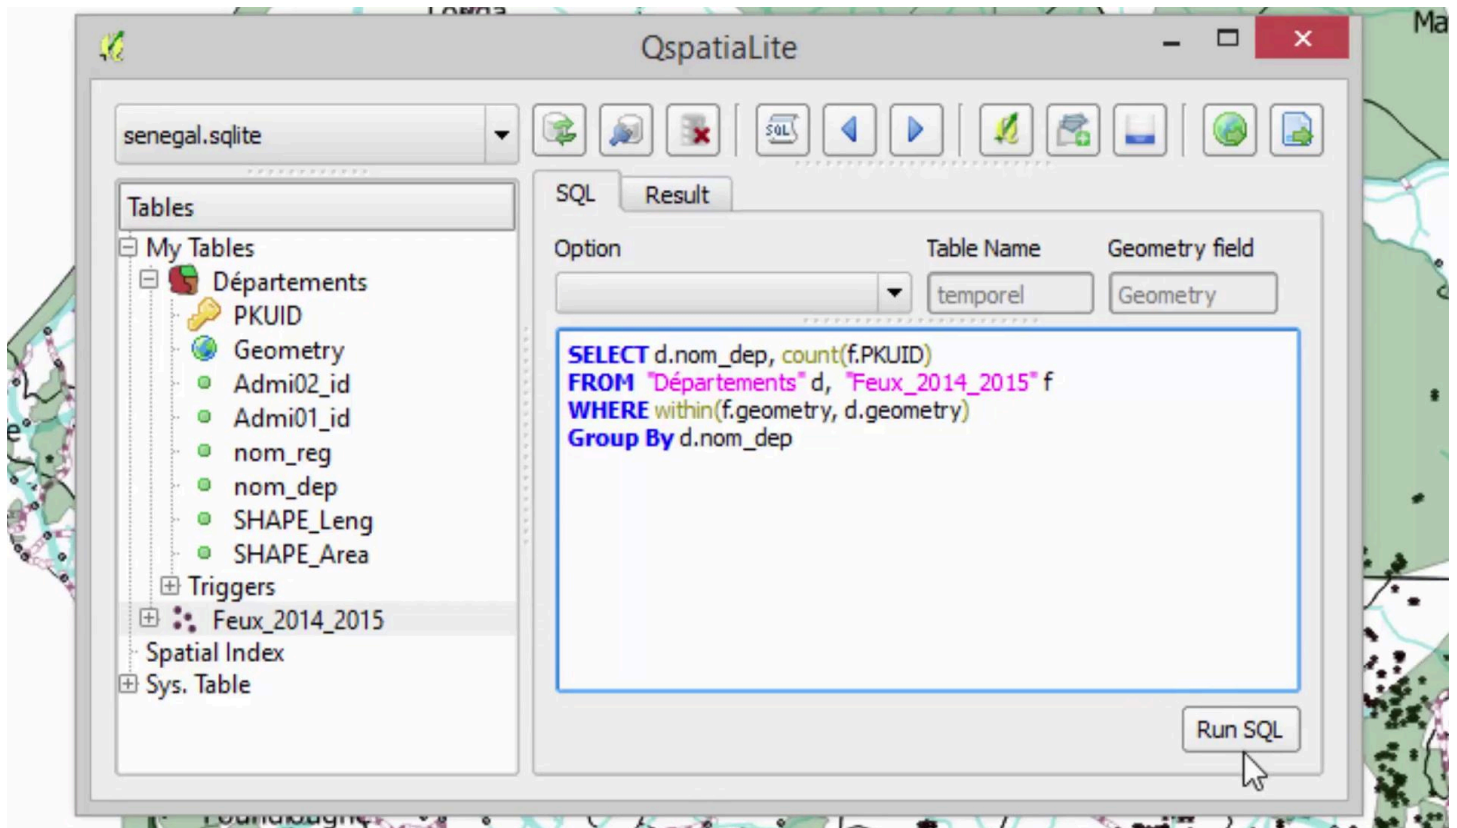 QspatiaLite
senegal.sqlite
SQL
Tables
My Tables
Départements
PKUID
Geometry
Admi02_id
Admi01_id
nom_reg
nom_dep
SHAPE_Leng
SHAPE_Area
Triggers
Feux_2014_2015
Spatial Index
Sys. Table
SQL Result
Option Table Name Geometry field
temporel Geometry
SELECT d.nom_dep, count(f.PKUID)
FROM "Départements" d, "Feux_2014_2015" f
WHERE within(f.geometry, d.geometry)
Group By d.nom_dep
Run SQL
Ma